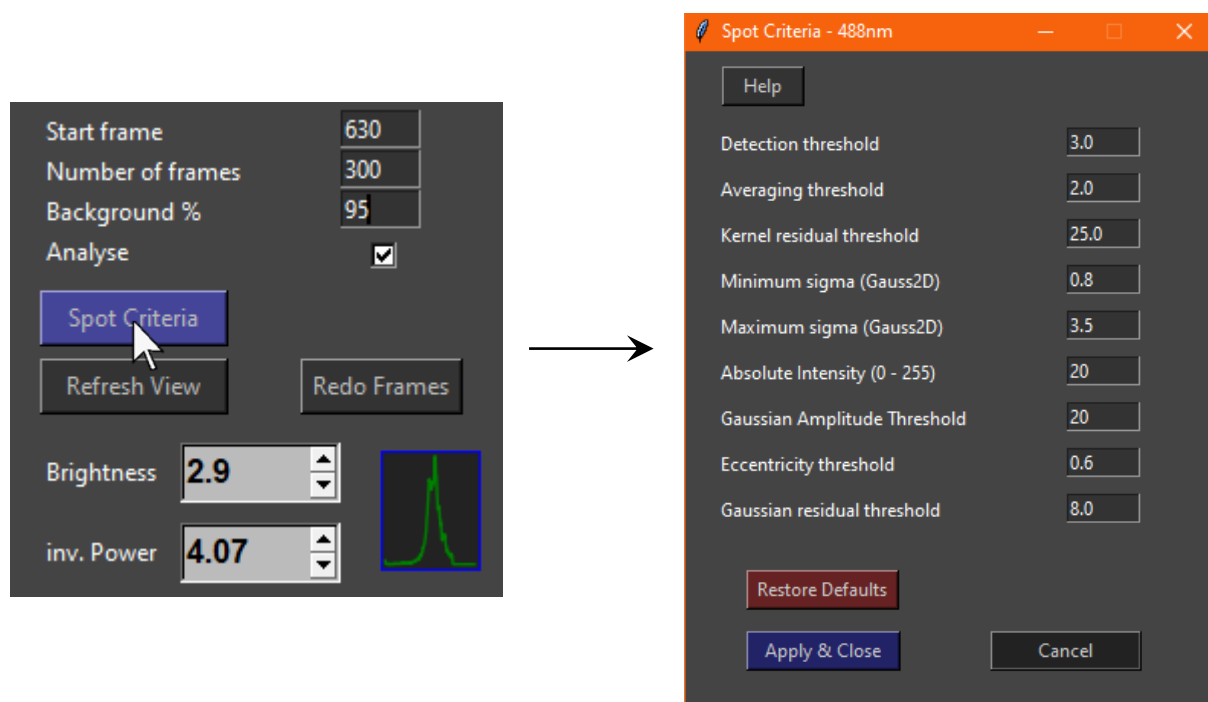 Start frame 630
Number of frames 300
Background % 95
Analyse
Spot Criteria
Refresh View Redo Frames
Brightness 2.9
inv. Power 4.07
Spot Criteria - 488nm
Help
Detection threshold 3.0
Averaging threshold 2.0
Kernel residual threshold 25.0
Minimum sigma (Gauss2D) 0.8
Maximum sigma (Gauss2D) 3.5
Absolute Intensity (0 - 255) 20
Gaussian Amplitude Threshold 20
Eccentricity threshold 0.6
Gaussian residual threshold 8.0
Restore Defaults
Apply & Close Cancel